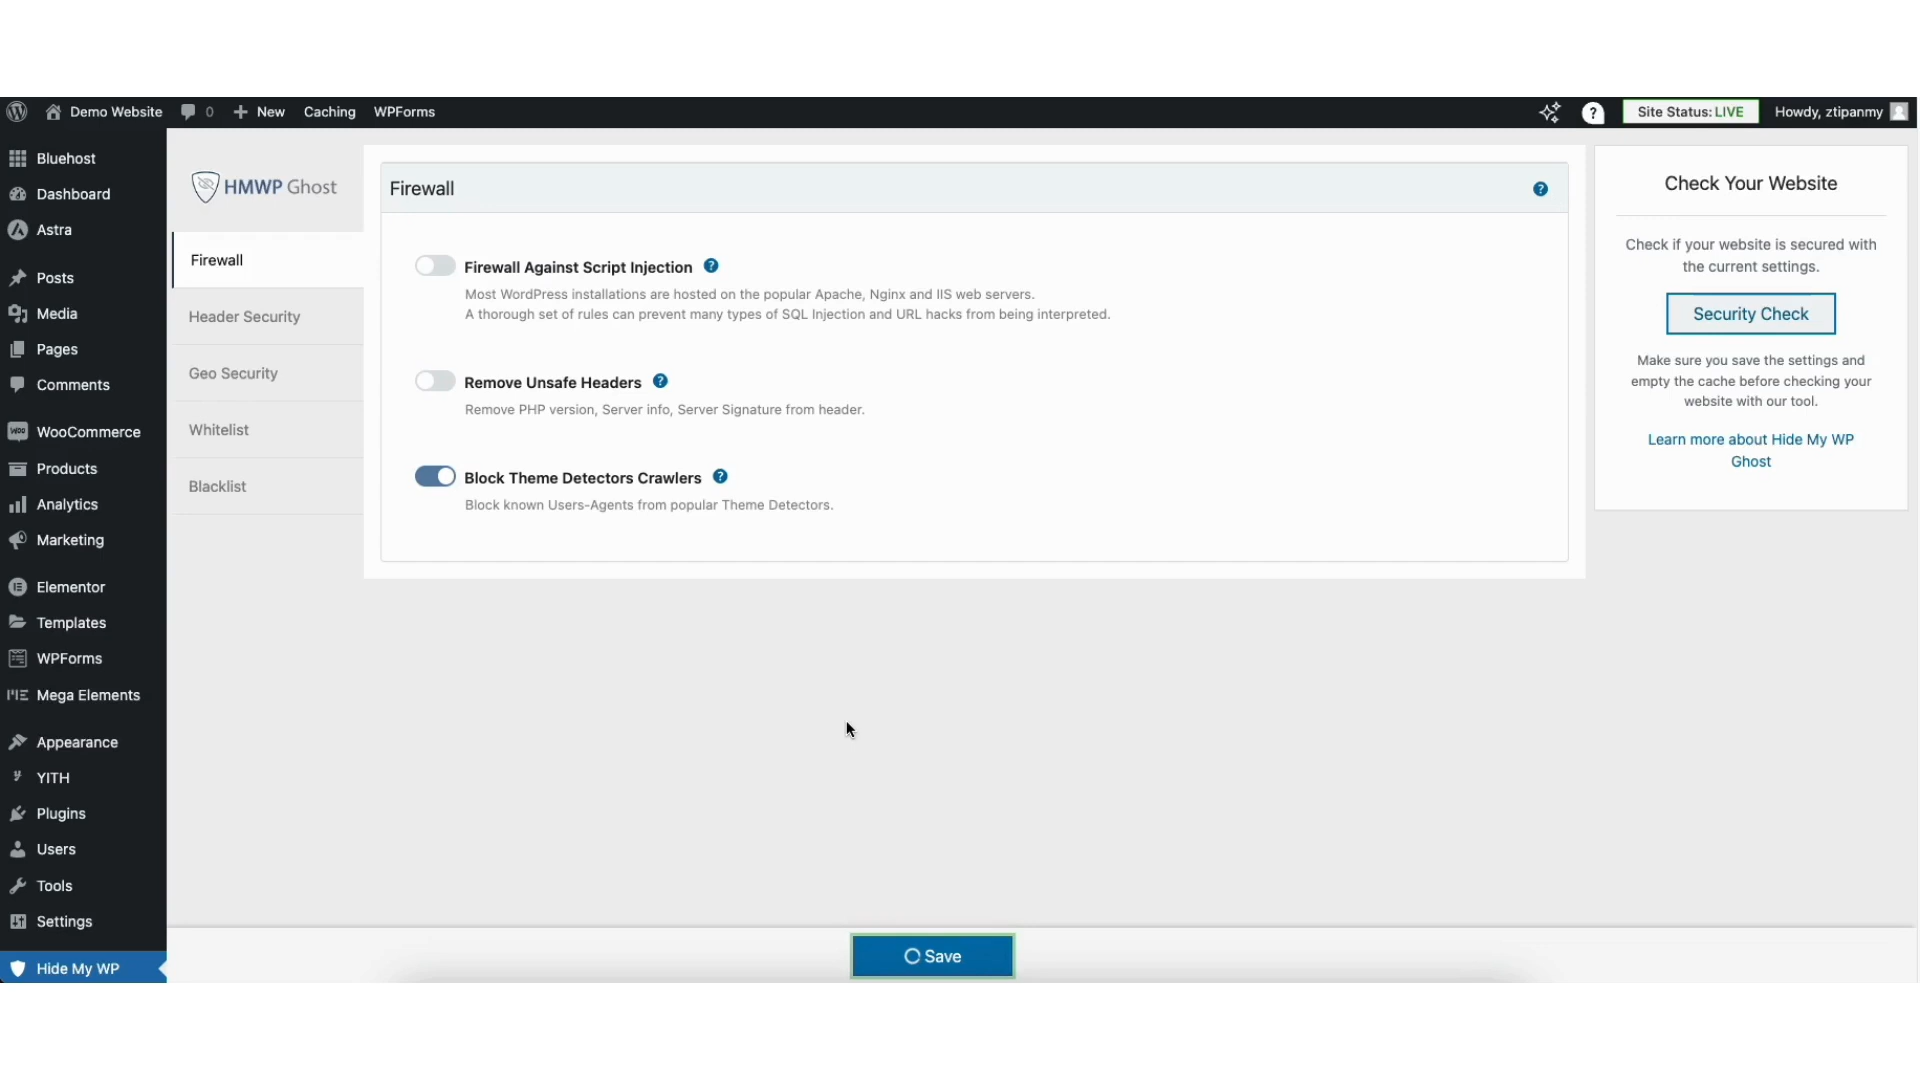 Demo Website
0
New
Caching
WPForms
?
Site Status: LIVE
Howdy, ztipanmy
Bluehost
Dashboard
Astra
Posts
Media
Pages
Comments
WooCommerce
Products
Analytics
Marketing
Elementor
Templates
WPForms
Mega Elements
Appearance
YITH
Plugins
Users
Tools
Settings
Hide My WP
HMWP Ghost
Firewall
Header Security
Geo Security
Whitelist
Blacklist
Firewall ?
Firewall Against Script Injection ?
Most WordPress installations are hosted on the popular Apache, Nginx and IIS web servers.
A thorough set of rules can prevent many types of SQL Injection and URL hacks from being interpreted.
Remove Unsafe Headers ?
Remove PHP version, Server info, Server Signature from header.
Block Theme Detectors Crawlers ?
Block known Users-Agents from popular Theme Detectors.
Save
Check Your Website
Check if your website is secured with
the current settings.
Security Check
Make sure you save the settings and
empty the cache before checking your
website with our tool.
Learn more about Hide My WP
Ghost